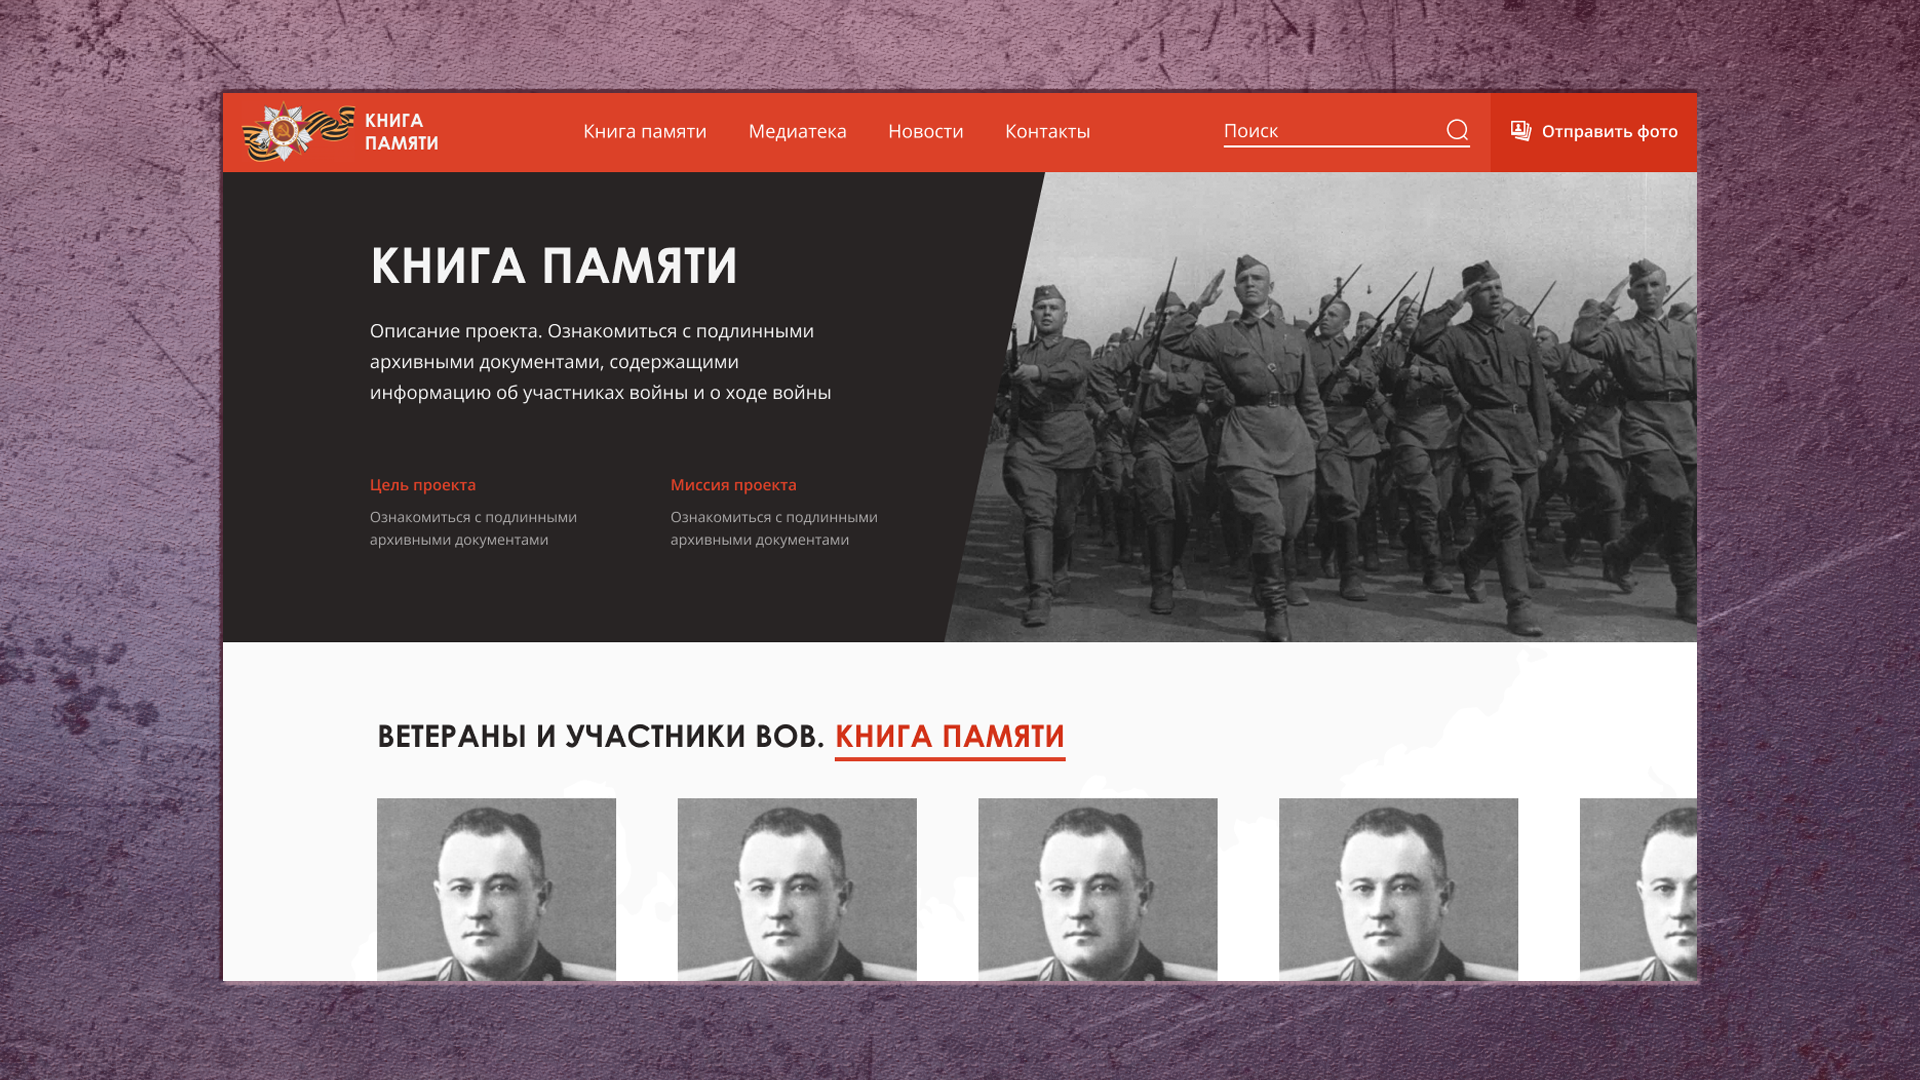 КНИГА
ПАМЯТИ
Книга памяти
Медиатека
Новости
Контакты
Поиск
Отправить фото
КНИГА ПАМЯТИ
Описание проекта. Ознакомиться с подлинными
архивными документами, содержащими
информацию об участниках войны и о ходе войны
Цель проекта
Ознакомиться с подлинными
архивными документами
Миссия проекта
Ознакомиться с подлинными
архивными документами
ВЕТЕРАНЫ И УЧАСТНИКИ ВОВ. КНИГА ПАМЯТИ